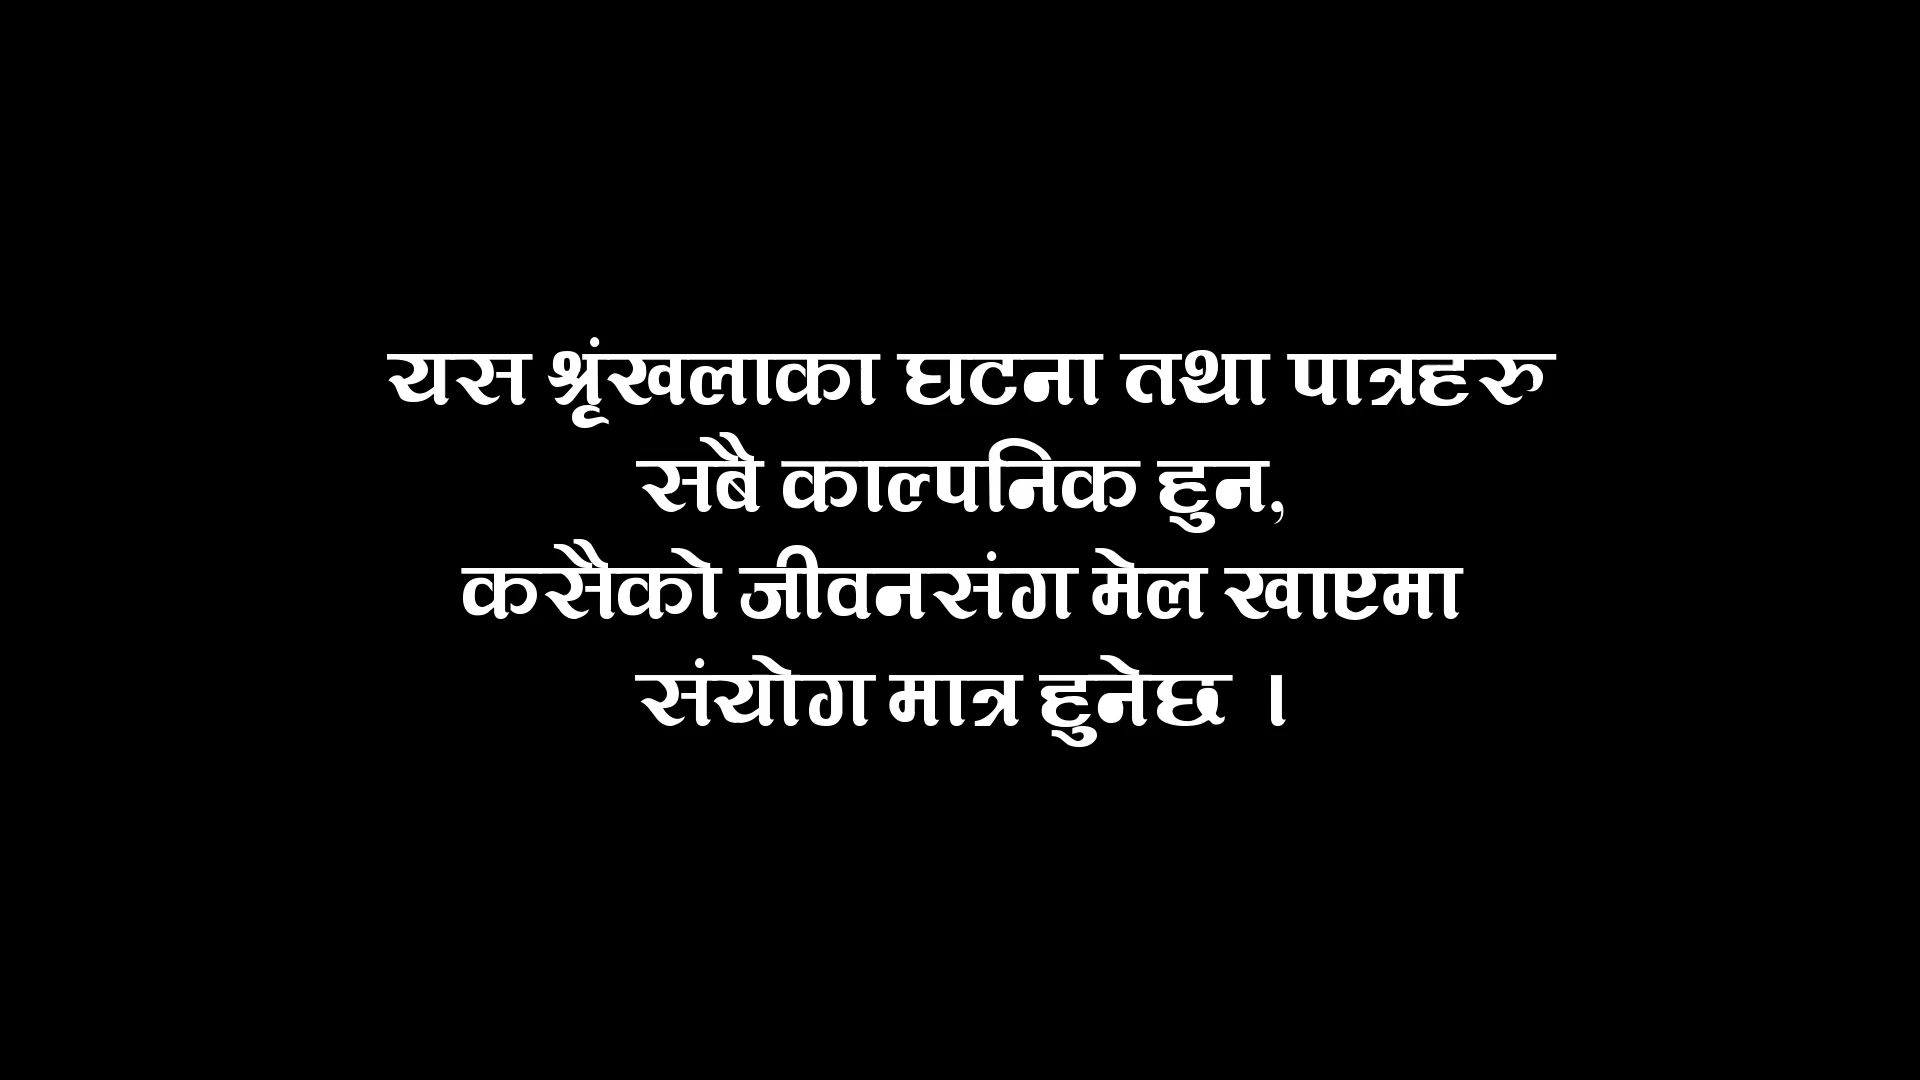 यस श्रृंखलाका घटना तथा पात्रहरु
सबै काल्पनिक हुन,
कसैको जीवनसंग मेल खाएमा
संयोग मात्र हुनेछ ।